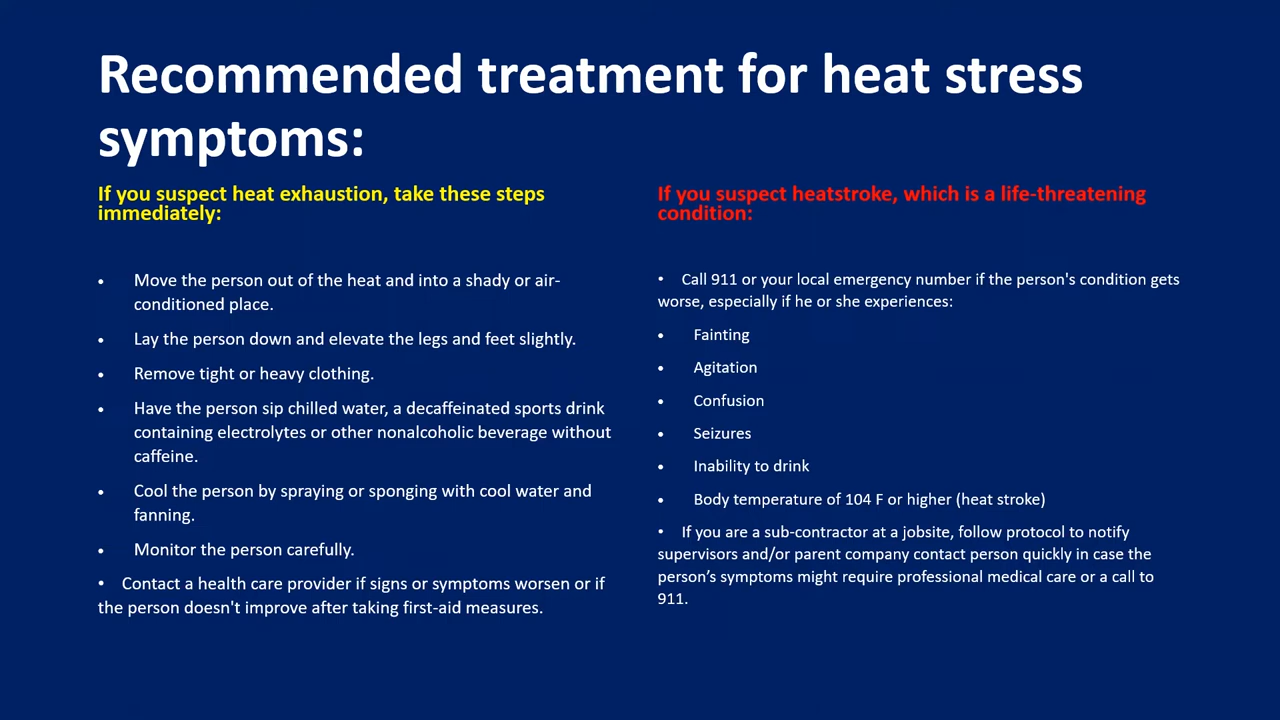 Recommended treatment for heat stress
symptoms:
If you suspect heat exhaustion, take these steps
immediately:
• Move the person out of the heat and into a shady or air-
conditioned place.
• Lay the person down and elevate the legs and feet slightly.
• Remove tight or heavy clothing.
• Have the person sip chilled water, a decaffeinated sports drink
containing electrolytes or other nonalcoholic beverage without
caffeine.
• Cool the person by spraying or sponging with cool water and
fanning.
• Monitor the person carefully.
• Contact a health care provider if signs or symptoms worsen or if
the person doesn't improve after taking first-aid measures.
If you suspect heatstroke, which is a life-threatening
condition:
• Call 911 or your local emergency number if the person's condition gets
worse, especially if he or she experiences:
• Fainting
• Agitation
• Confusion
• Seizures
• Inability to drink
• Body temperature of 104 F or higher (heat stroke)
• If you are a sub-contractor at a jobsite, follow protocol to notify
supervisors and/or parent company contact person quickly in case the
person’s symptoms might require professional medical care or a call to
911.